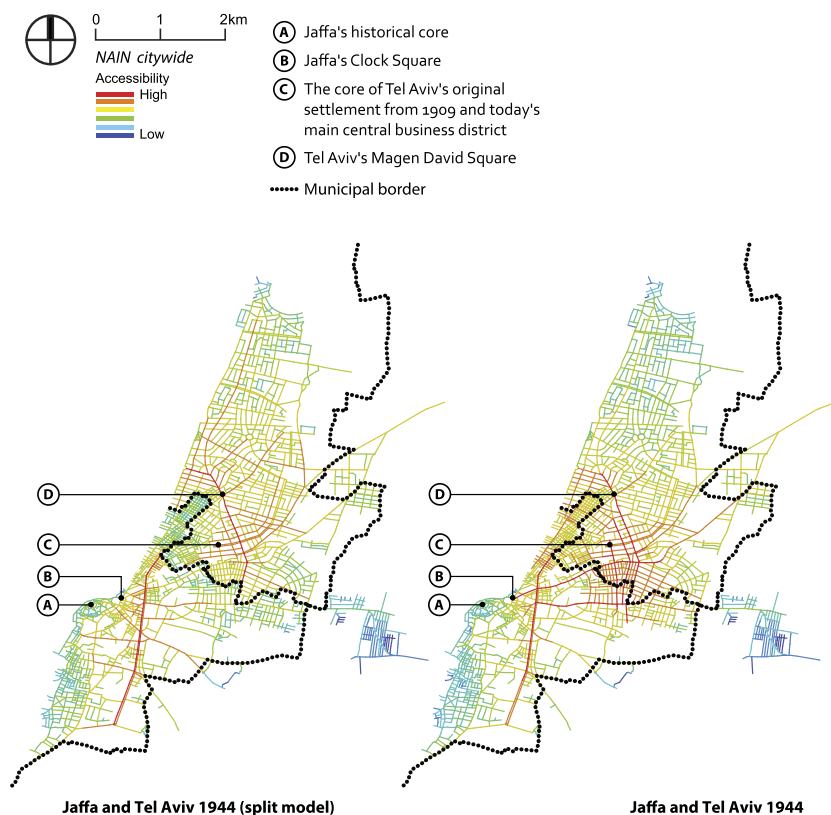 0 1 2km
NAIN citywide
Accessibility
High
Low
A Jaffa's historical core
B Jaffa's Clock Square
C The core of Tel Aviv's original
settlement from 1909 and today's
main central business district
D Tel Aviv's Magen David Square
Municipal border
D
C
B
A
D
C
B
A
Jaffa and Tel Aviv 1944 (split model)
Jaffa and Tel Aviv 1944